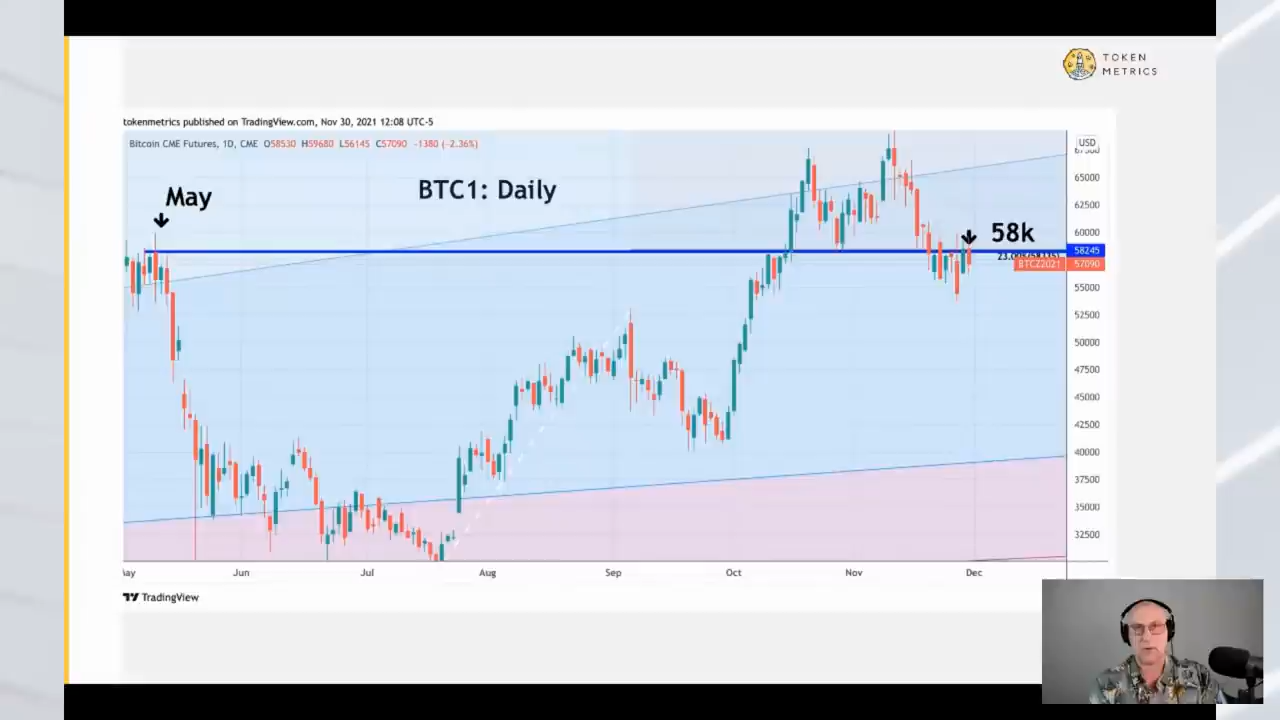 TOKEN
METRICS
tokenmetrics published on TradingView.com, Nov 30, 2021 12:08 UTC-5
Bitcoin CME Futures, 1D, CME O58530 H59680 L56145 C57090 -1380 (-2.36%)
USD
65000
May
BTC1: Daily
62500
58k
60000
58245
BTCZ2021 57090
55000
52500
50000
47500
45000
42500
40000
37500
35000
32500
Jun Jul Aug Sep Oct Nov Dec
TradingView